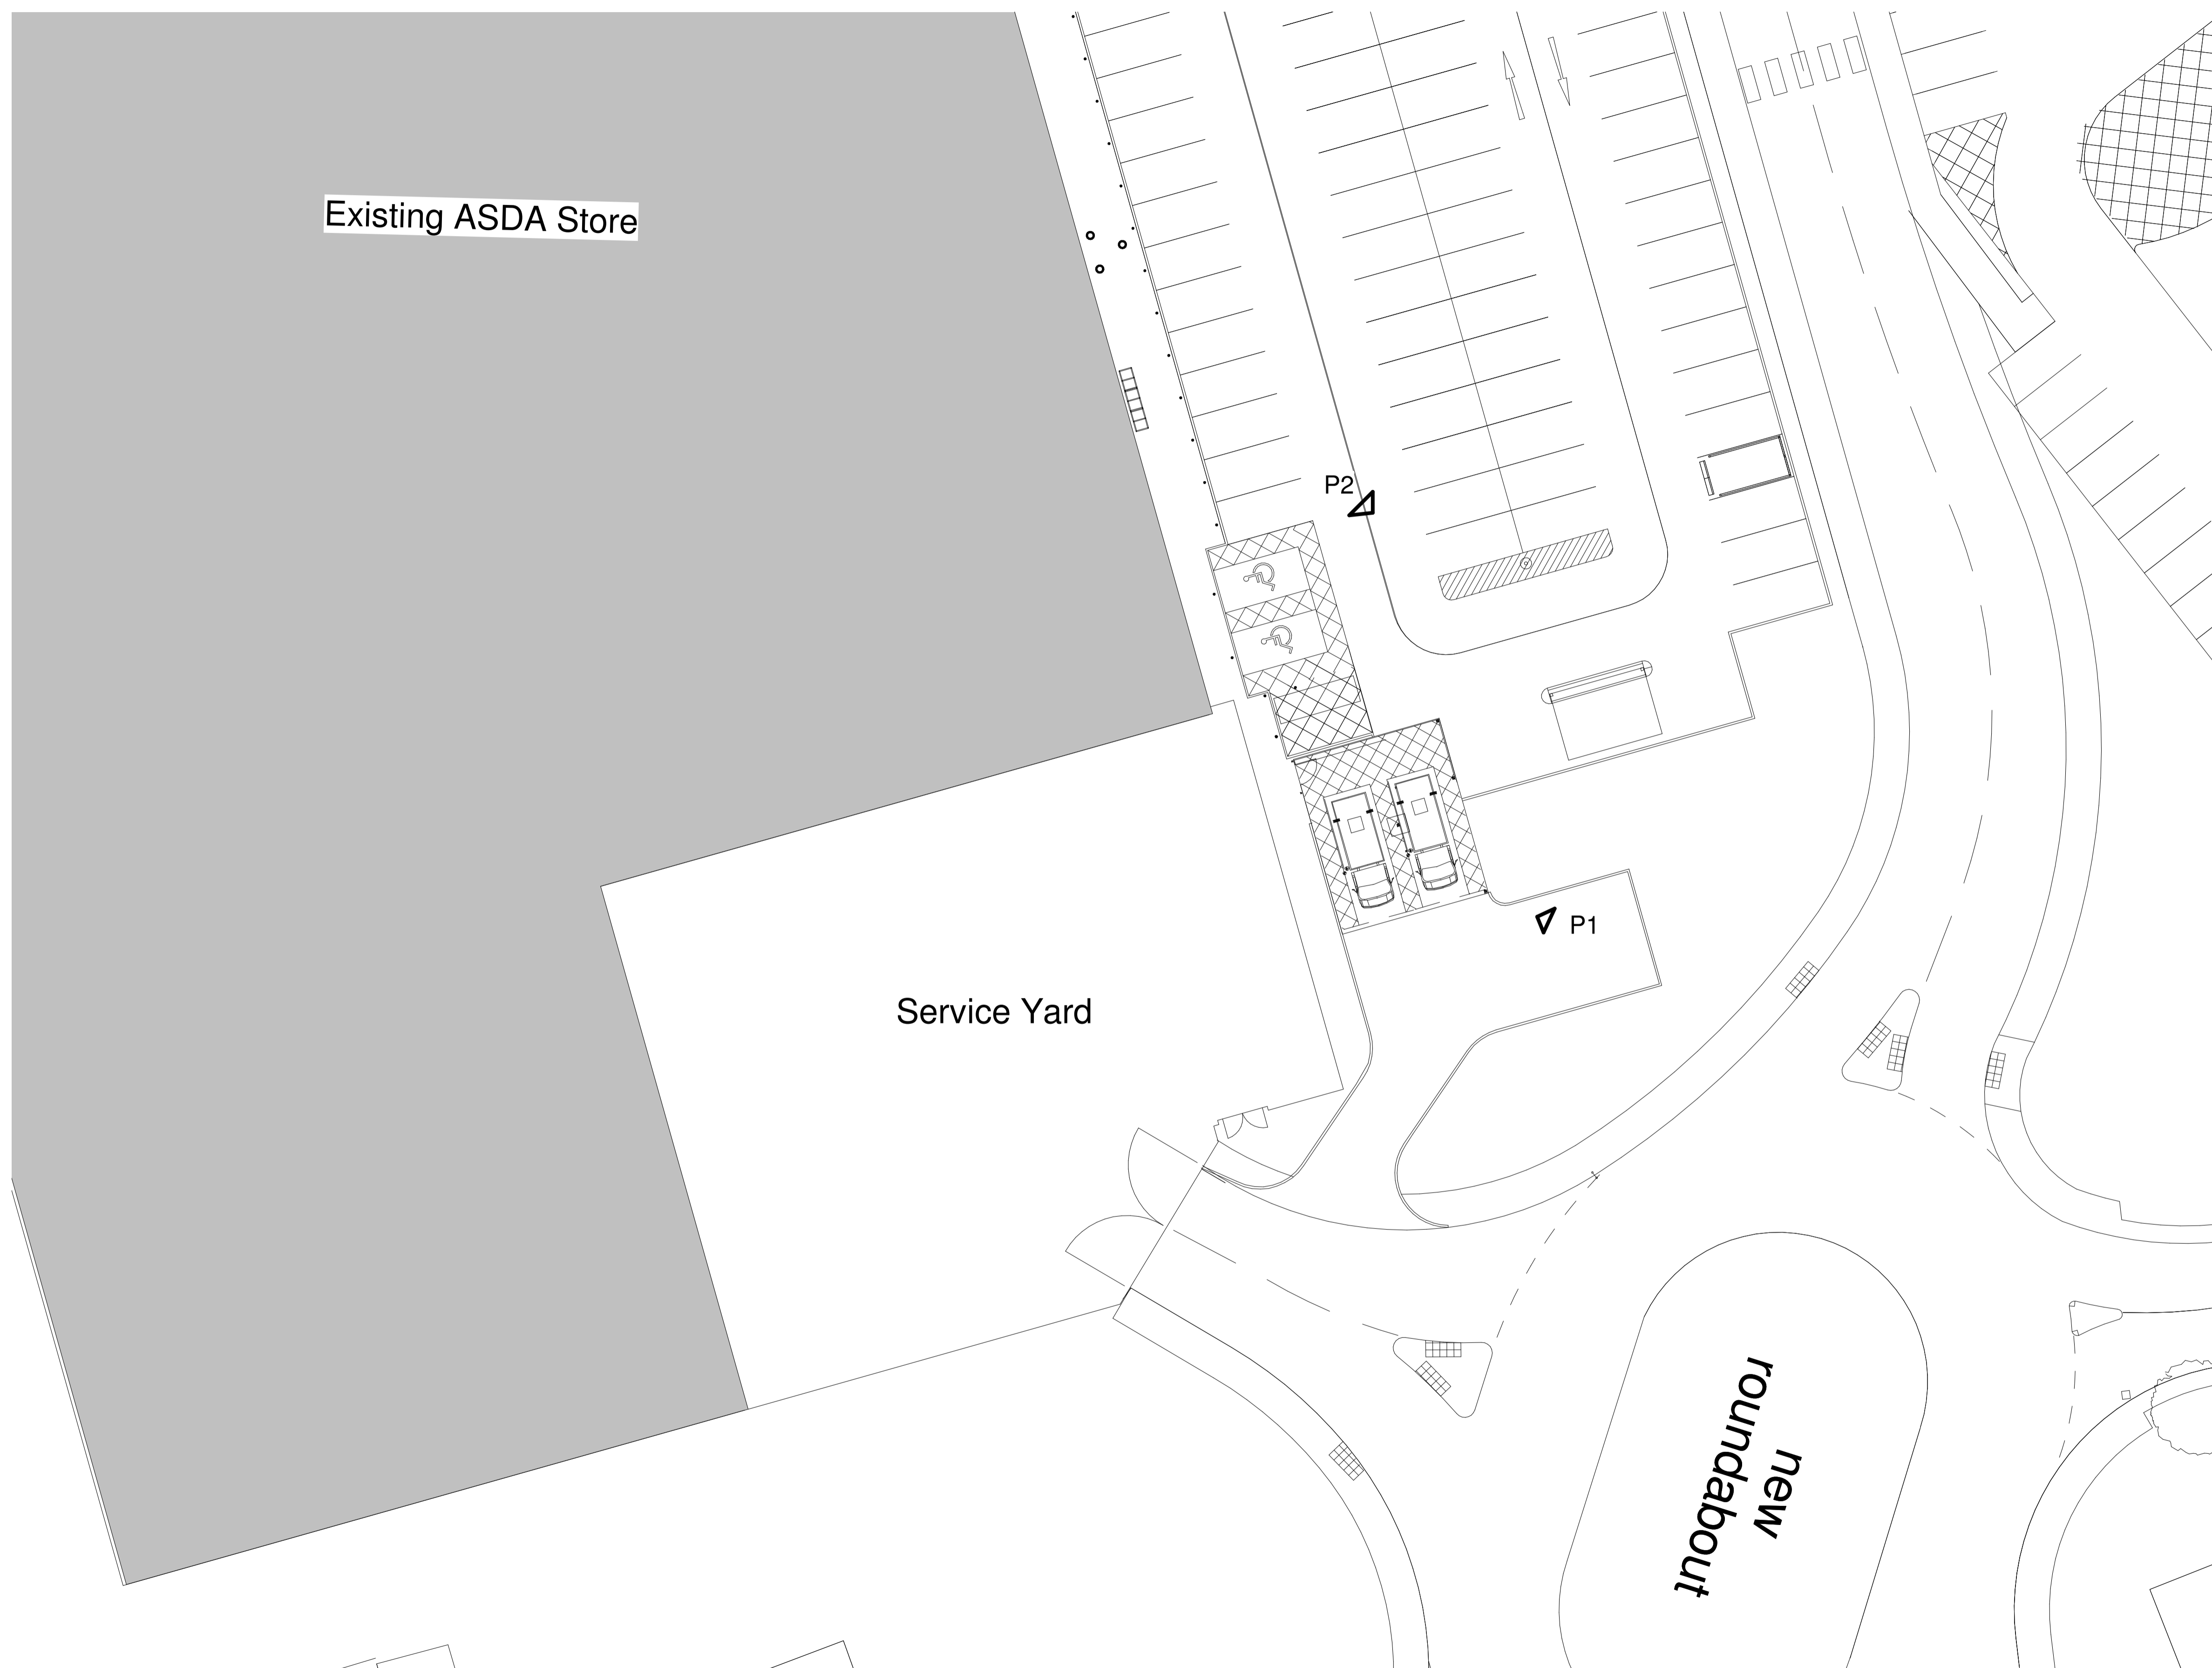 Existing ASDA Store
P2
P1
Service Yard
new
roundabout